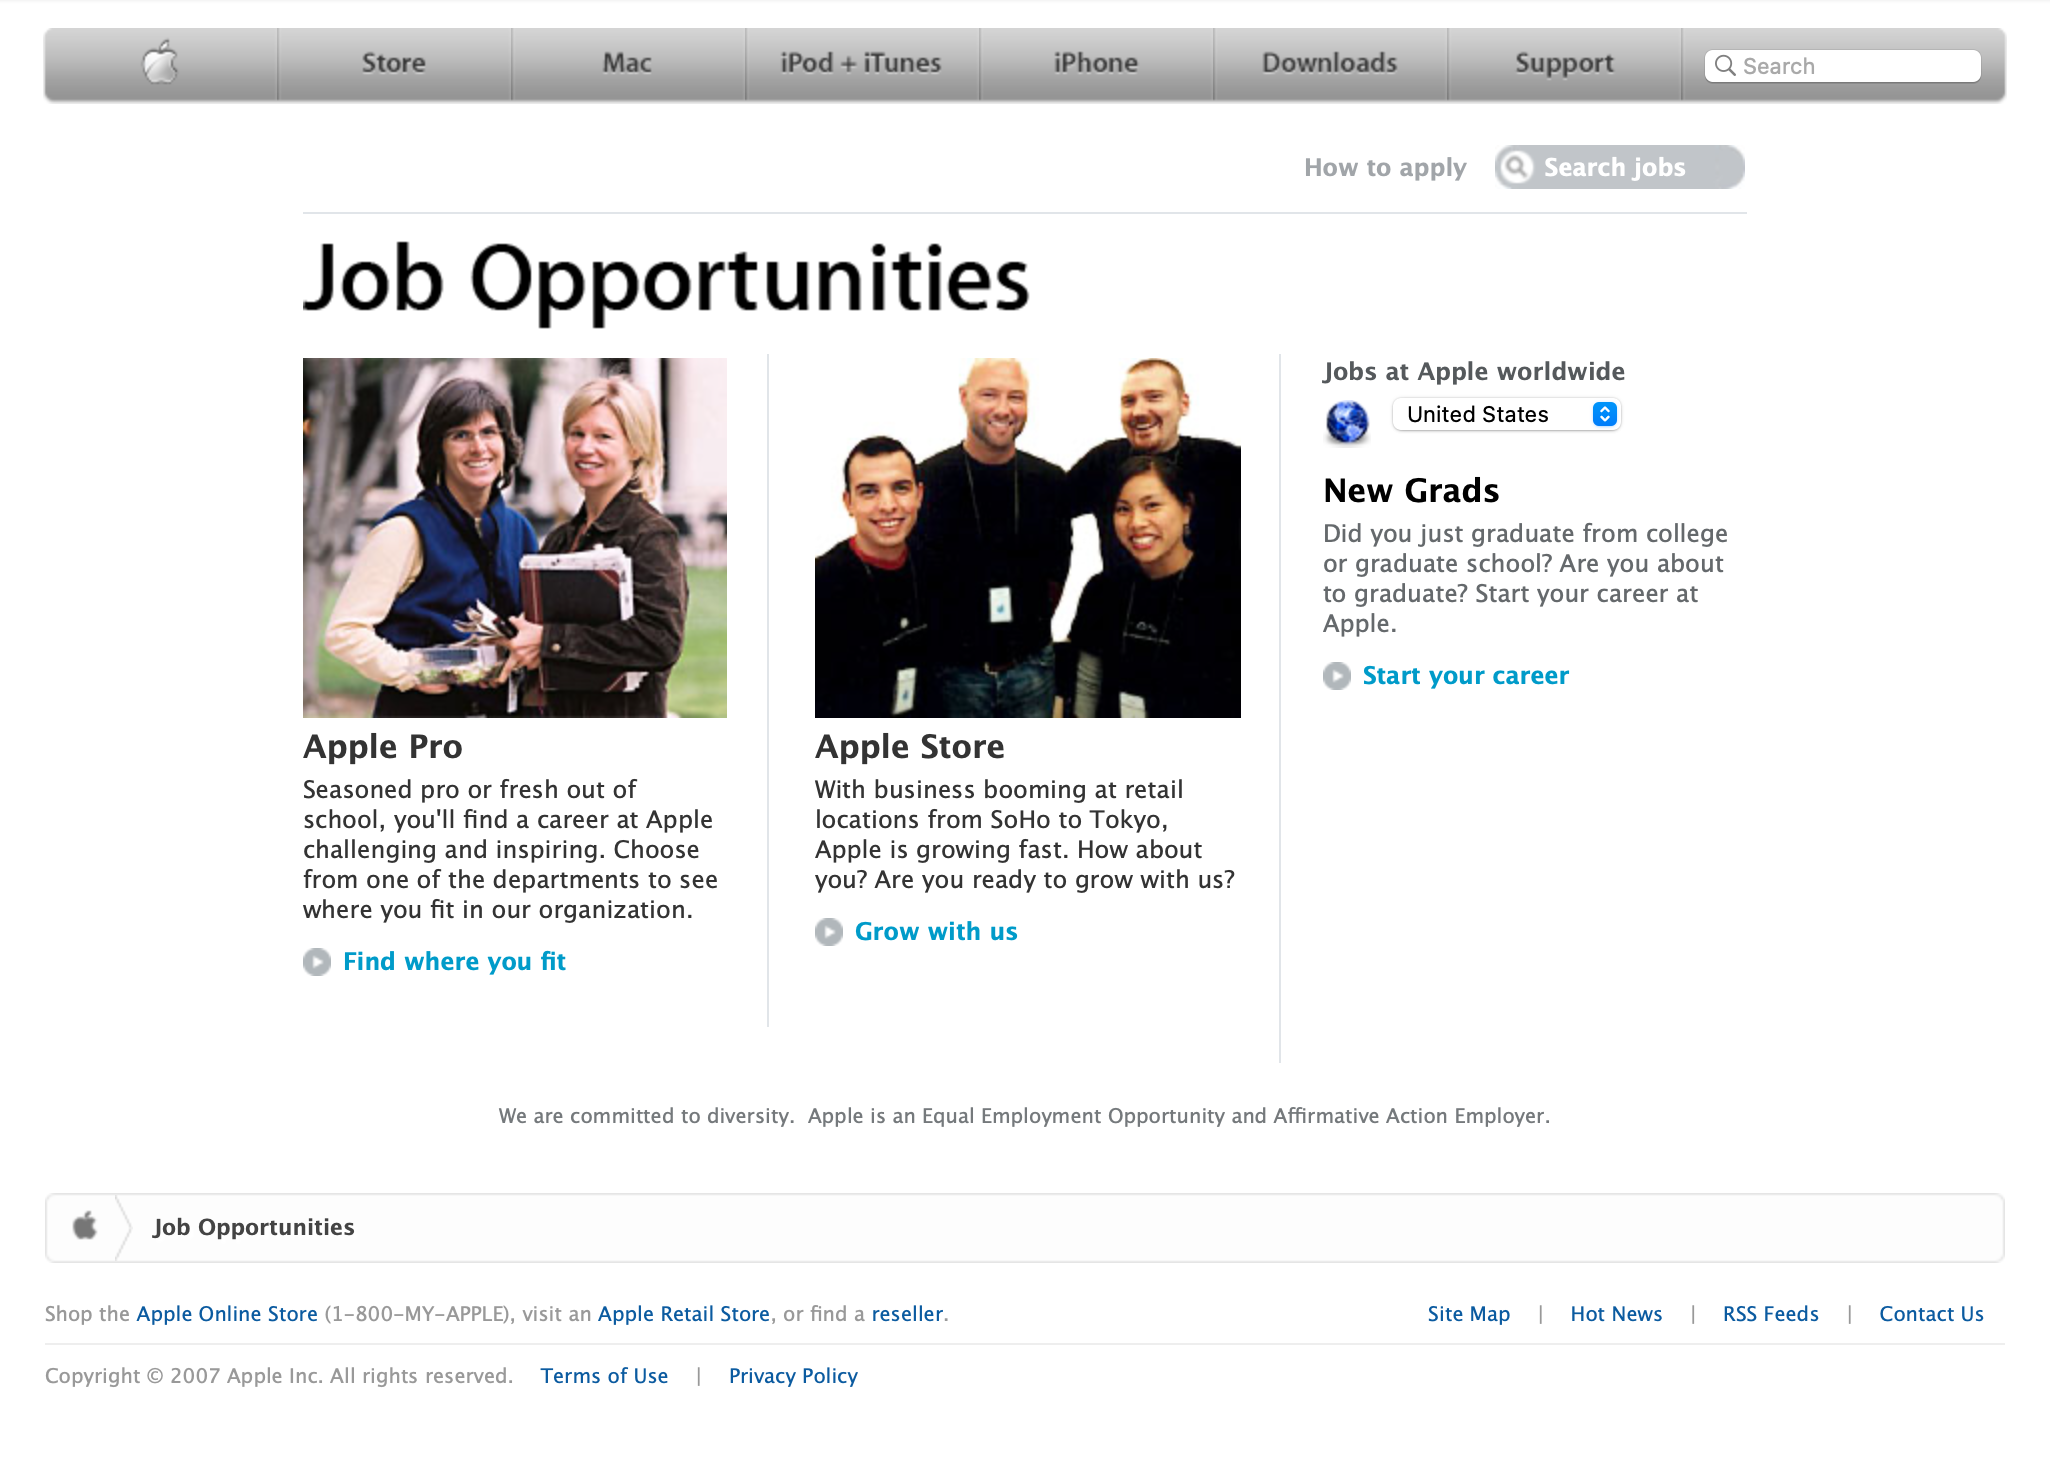 Store
Mac
iPod + iTunes
iPhone
Downloads
Support
Search
How to apply
Search jobs
Job Opportunities
Apple Pro
Seasoned pro or fresh out of
school, you'll find a career at Apple
challenging and inspiring. Choose
from one of the departments to see
where you fit in our organization.
Find where you fit
Apple Store
With business booming at retail
locations from SoHo to Tokyo,
Apple is growing fast. How about
you? Are you ready to grow with us?
Grow with us
Jobs at Apple worldwide
United States
New Grads
Did you just graduate from college
or graduate school? Are you about
to graduate? Start your career at
Apple.
Start your career
We are committed to diversity.  Apple is an Equal Employment Opportunity and Affirmative Action Employer.
Job Opportunities
Shop the Apple Online Store (1-800-MY-APPLE), visit an Apple Retail Store, or find a reseller.
Site Map | Hot News | RSS Feeds | Contact Us
Copyright © 2007 Apple Inc. All rights reserved. Terms of Use | Privacy Policy